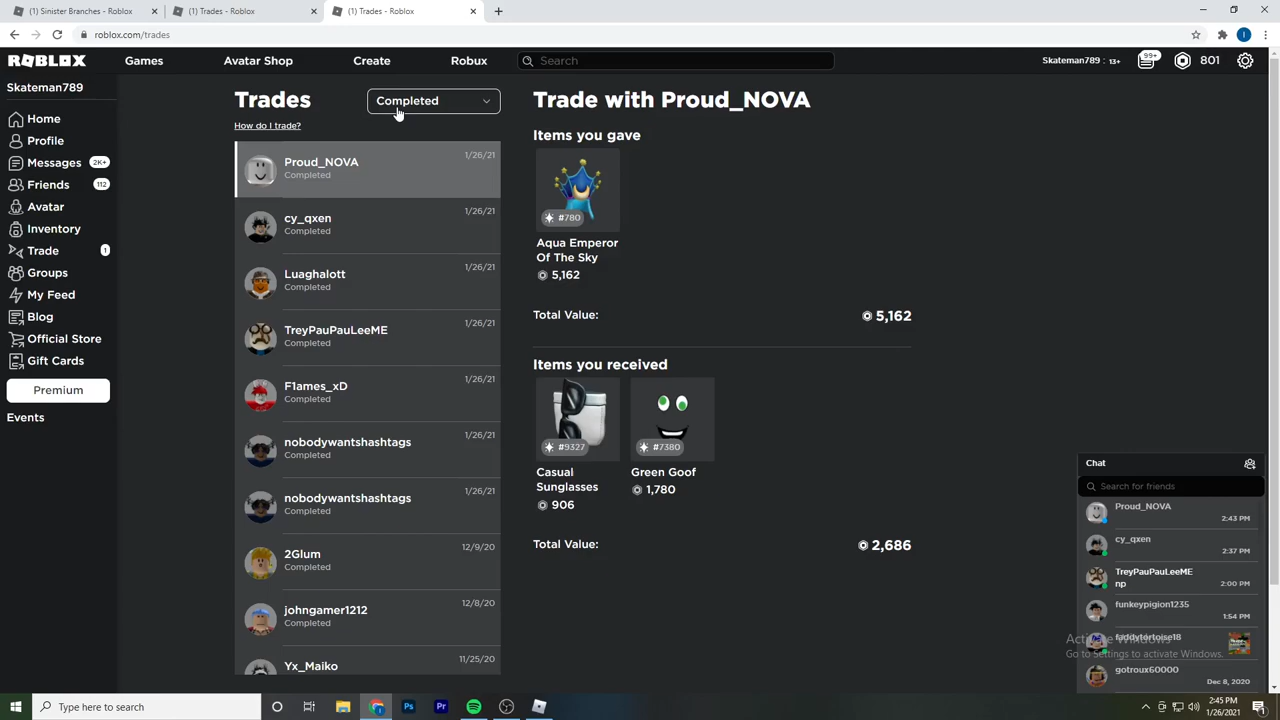 (1) Sinister Branches - Roblox
(1) Trades - Roblox
(1) Trades - Roblox
roblox.com/trades
ROBLOX
Games
Avatar Shop
Create
Robux
Search
Skateman789 : 13+
99+
801
Skateman789
Home
Profile
Messages 2K+
Friends 112
Avatar
Inventory
Trade 1
Groups
My Feed
Blog
Official Store
Gift Cards
Premium
Events
Trades
Completed
How do I trade?
Proud_NOVA 1/26/21
Completed
cy_qxen 1/26/21
Completed
Luaghalott 1/26/21
Completed
TreyPauPauLeeME 1/26/21
Completed
F1ames_xD 1/26/21
Completed
nobodywantshashtags 1/26/21
Completed
nobodywantshashtags 1/26/21
Completed
2Glum 12/9/20
Completed
johngamer1212 12/8/20
Completed
Yx_Maiko 11/25/20
Trade with Proud_NOVA
Items you gave
#780
Aqua Emperor
Of The Sky
5,162
Total Value: 5,162
Items you received
#9327
#7380
Casual
Sunglasses
906
Green Goof
1,780
Total Value: 2,686
Chat
Search for friends
Proud_NOVA
2:43 PM
cy_qxen
2:37 PM
TreyPauPauLeeME
np
2:00 PM
funkeypigion1235
1:54 PM
faddytortoise18
gotroux60000
Dec 8, 2020
Activate Windows
Go to Settings to activate Windows.
Type here to search
Ps
Pr
2:45 PM
1/26/2021